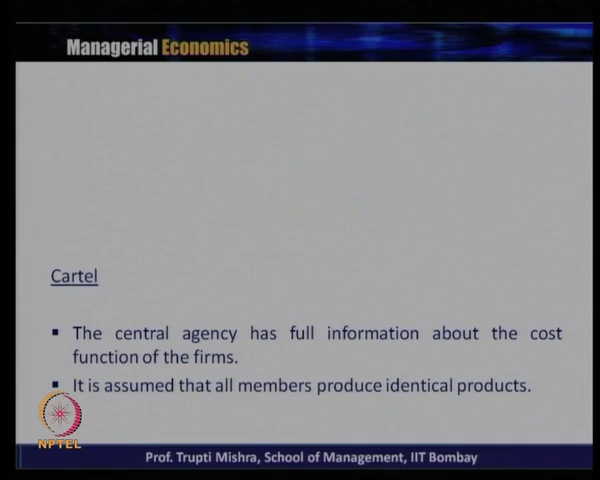 Managerial Economics
Cartel
▪ The central agency has full information about the cost
function of the firms.
▪ It is assumed that all members produce identical products.
NPTEL
Prof. Trupti Mishra, School of Management, IIT Bombay